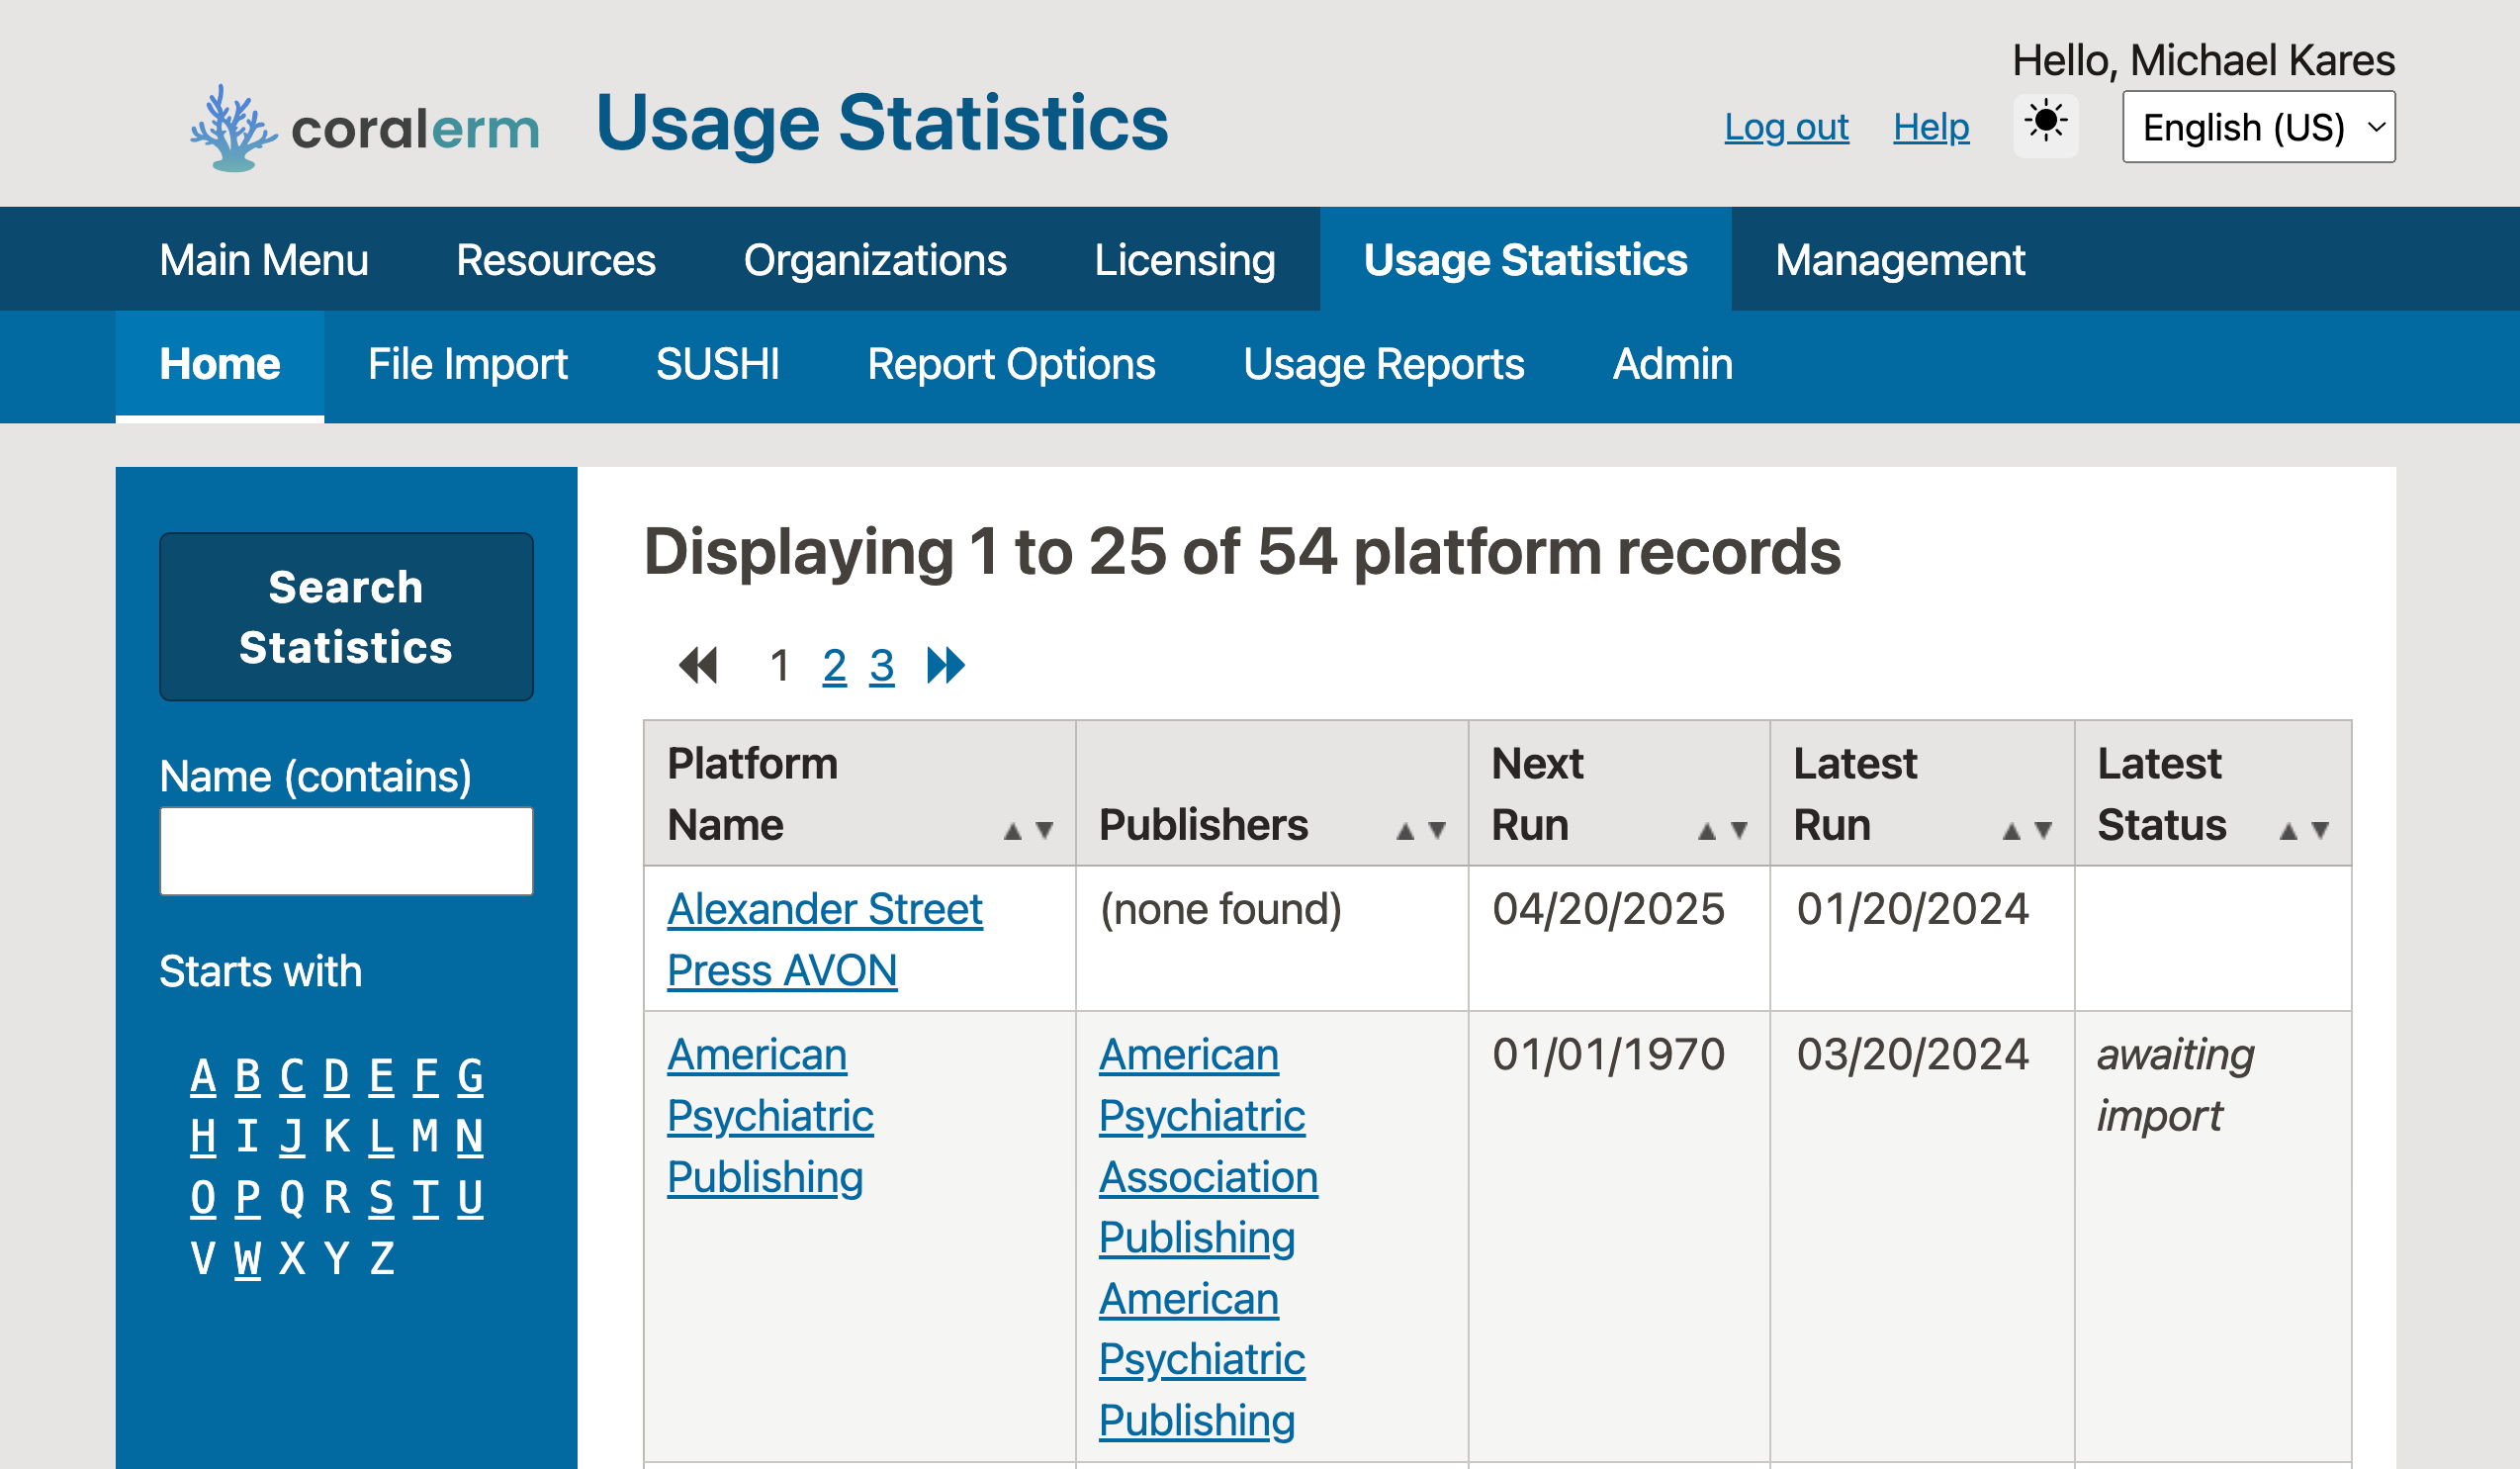 Hello, Michael Kares
coralerm
Usage Statistics
Log out Help English (US)
Main Menu Resources Organizations Licensing Usage Statistics Management
Home File Import SUSHI Report Options Usage Reports Admin
Search
Statistics
Name (contains)
Starts with
A B C D E F G
H I J K L M N
O P Q R S T U
V W X Y Z
Displaying 1 to 25 of 54 platform records
1 2 3
Platform
Name
Publishers
Next
Run
Latest
Run
Latest
Status
Alexander Street
Press AVON
(none found)
04/20/2025
01/20/2024
American
Psychiatric
Publishing
American
Psychiatric
Association
Publishing
American
Psychiatric
Publishing
01/01/1970
03/20/2024
awaiting
import